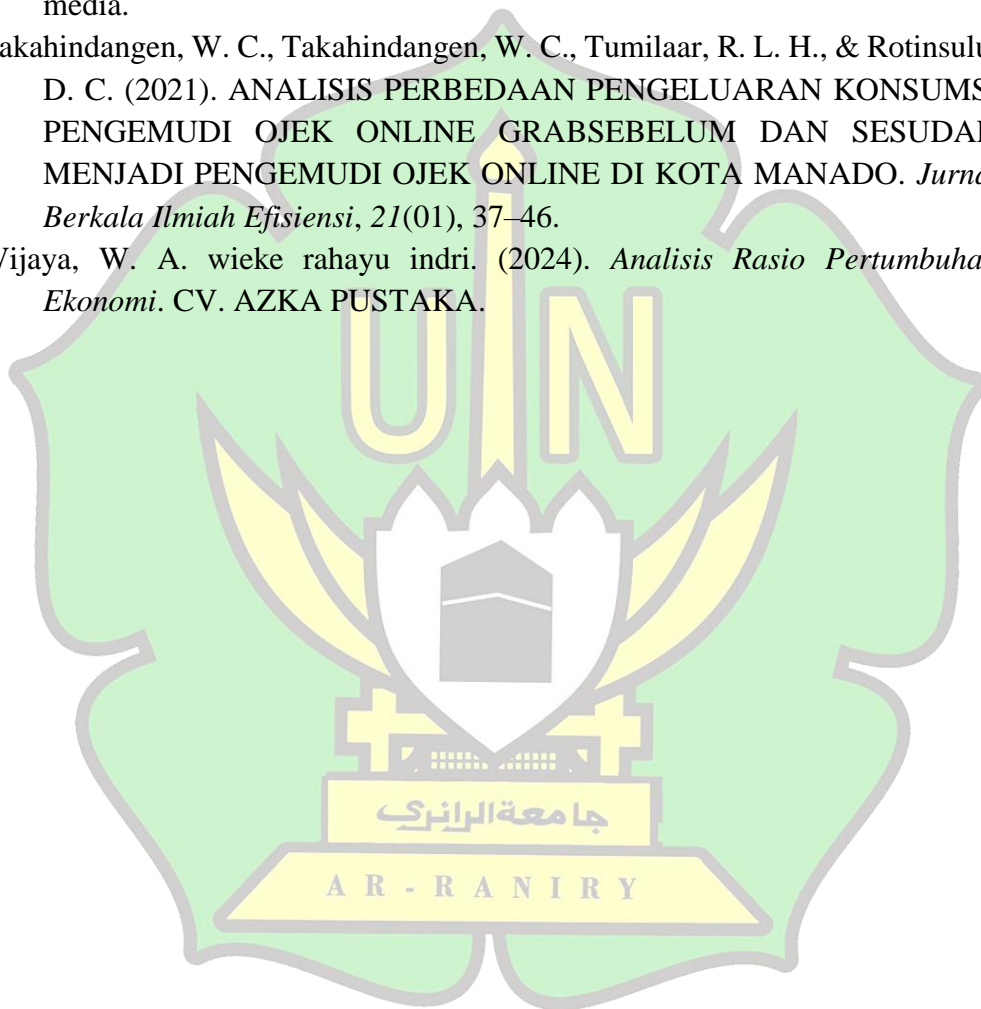 media.
akahindangen, W. C., Takahindangen, W. C., Tumilaar, R. L. H., & Rotinsulu
D. C. (2021). ANALISIS PERBEDAAN PENGELUARAN KONSUMS
PENGEMUDI OJEK ONLINE GRABSEBELUM DAN SESUDA
MENJADI PENGEMUDI OJEK ONLINE DI KOTA MANADO. Jurna
Berkala Ilmiah Efisiensi, 21(01), 37–46.
Vijaya, W. A. wieke rahayu indri. (2024). Analisis Rasio Pertumbuha
Ekonomi. CV. AZKA PUSTAKA.
UIN
جامعة الرانري
AR-RANIRY